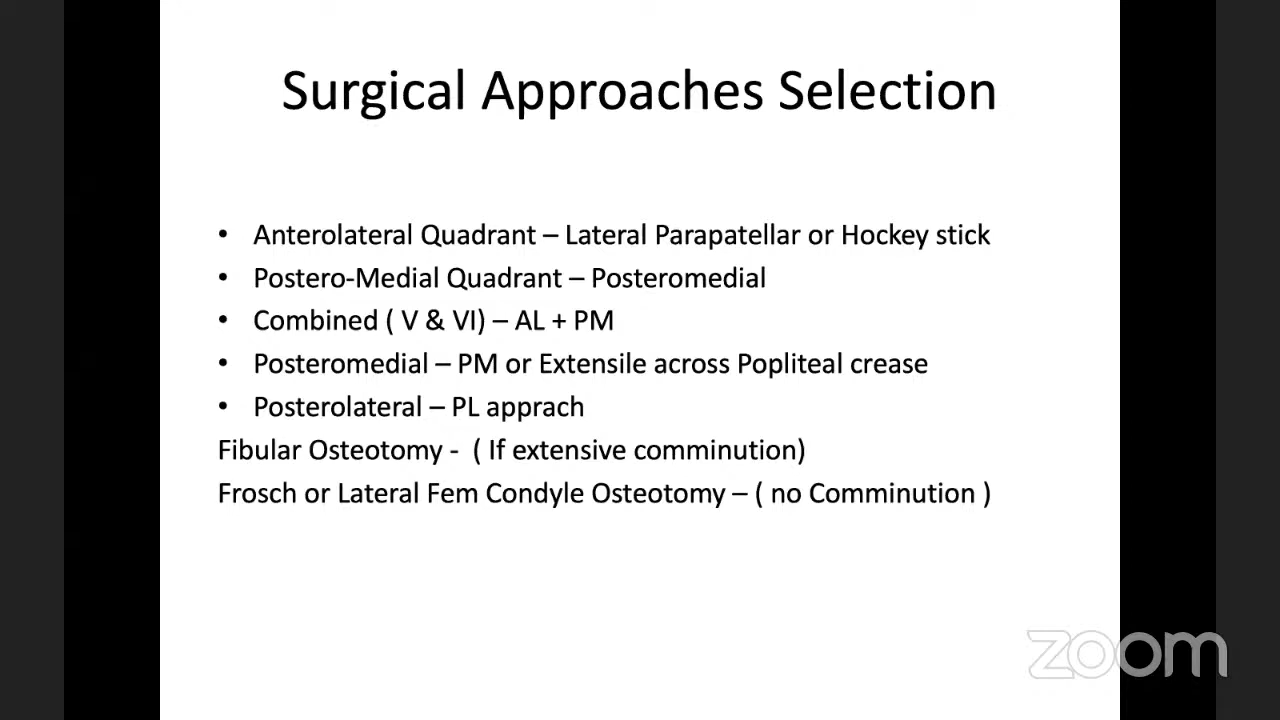 Surgical Approaches Selection
• Anterolateral Quadrant – Lateral Parapatellar or Hockey stick
• Postero-Medial Quadrant – Posteromedial
• Combined ( V & VI) – AL + PM
• Posteromedial – PM or Extensile across Popliteal crease
• Posterolateral – PL apprach
Fibular Osteotomy - ( If extensive comminution)
Frosch or Lateral Fem Condyle Osteotomy – ( no Comminution )
zoom